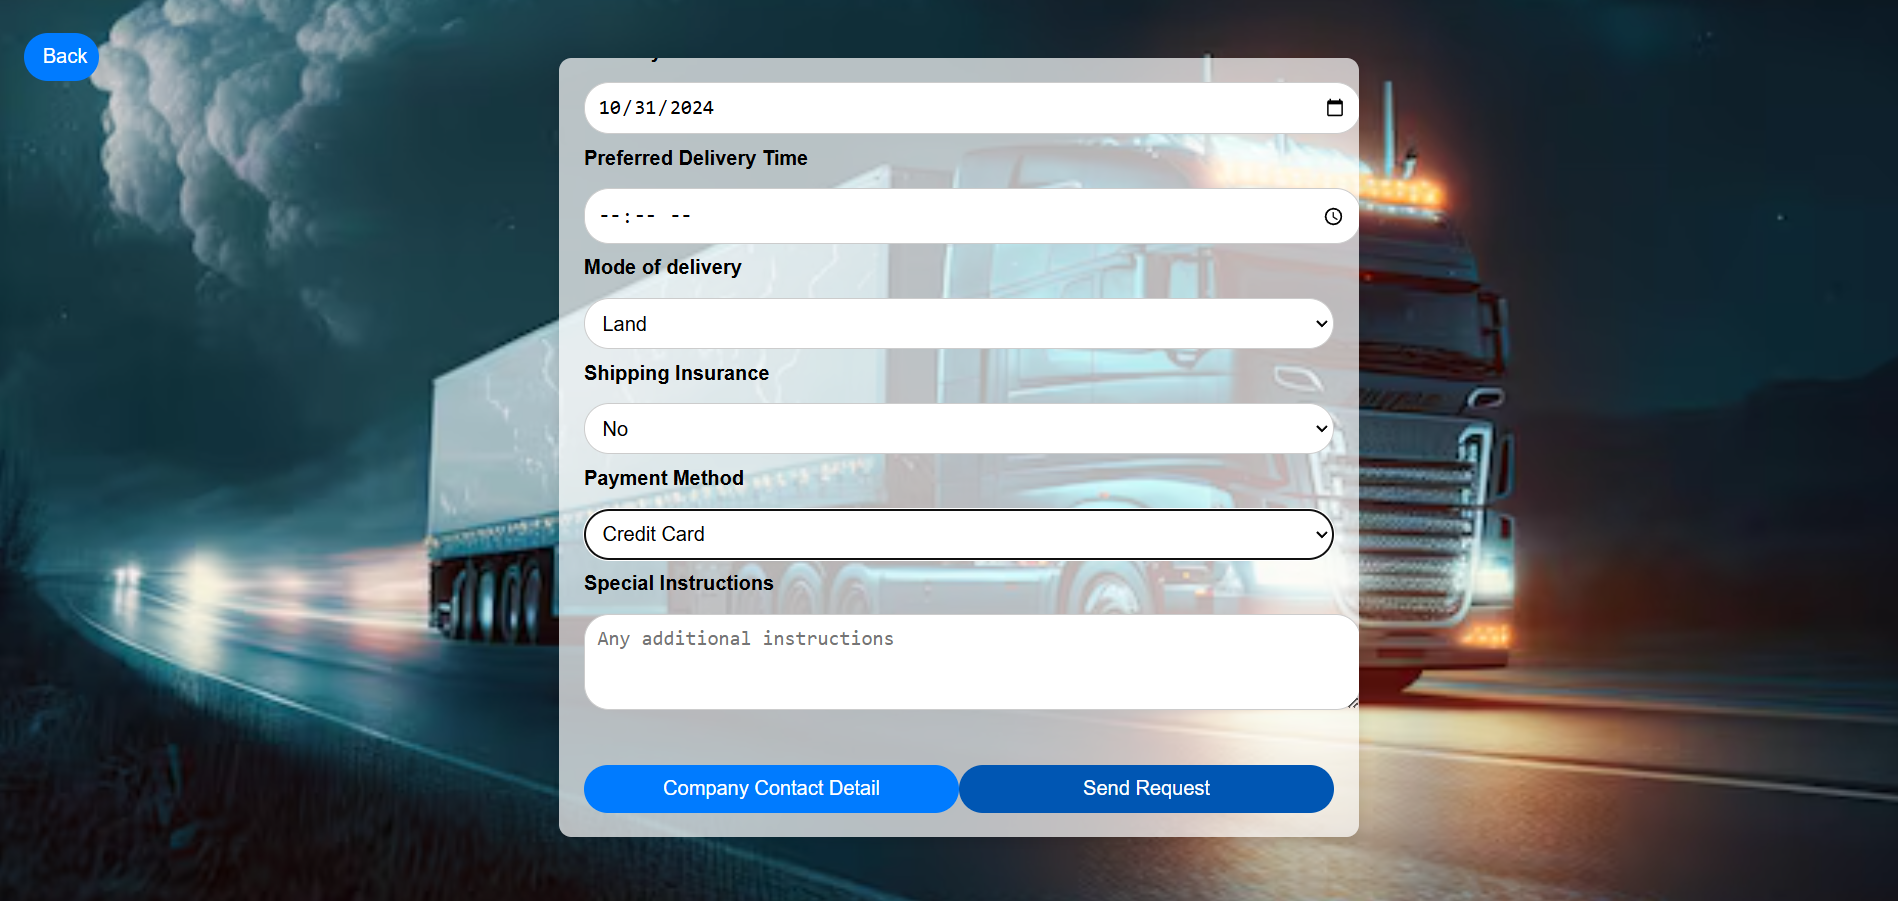 Back
10/31/2024
Preferred Delivery Time
--:-- --
Mode of delivery
Land
Shipping Insurance
No
Payment Method
Credit Card
Special Instructions
Any additional instructions
Company Contact Detail
Send Request